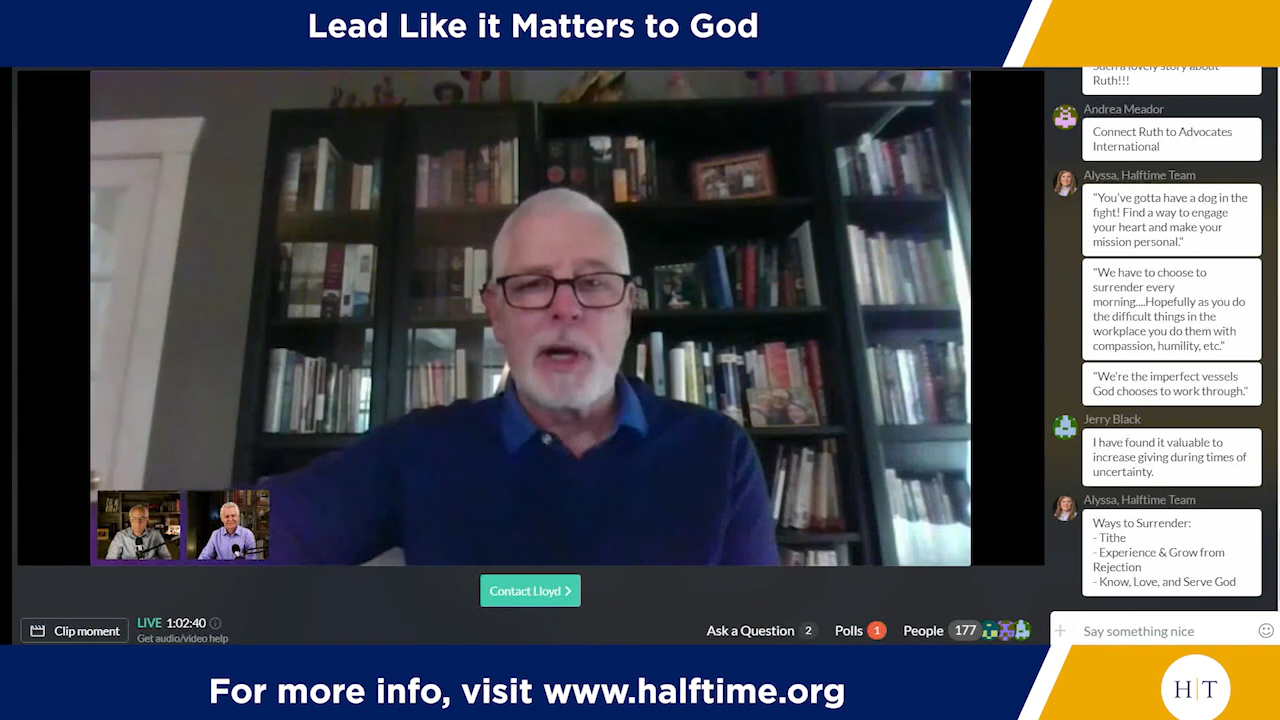 Lead Like it Matters to God
Such a lovely story about
Ruth!!!
Andrea Meador
Connect Ruth to Advocates
International
Alyssa, Halftime Team
"You've gotta have a dog in the
fight! Find a way to engage
your heart and make your
mission personal."
"We have to choose to
surrender every
morning....Hopefully as you do
the difficult things in the
workplace you do them with
compassion, humility, etc."
"We're the imperfect vessels
God chooses to work through."
Jerry Black
I have found it valuable to
increase giving during times of
uncertainty.
Alyssa, Halftime Team
Ways to Surrender:
- Tithe
- Experience & Grow from
Rejection
- Know, Love, and Serve God
Contact Lloyd
Clip moment
LIVE 1:02:40
Get audio/video help
Ask a Question 2
Polls 1
People 177
Say something nice
For more info, visit www.halftime.org
H|T